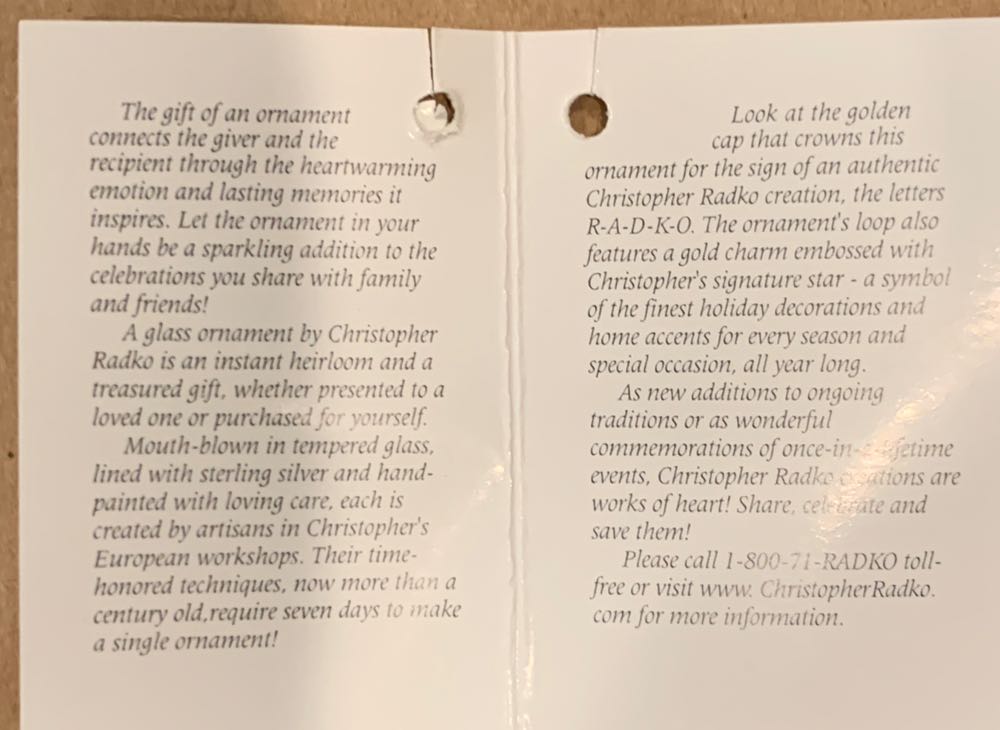 The gift of an ornament
connects the giver and the
recipient through the heartwarming
emotion and lasting memories it
inspires. Let the ornament in your
hands be a sparkling addition to the
celebrations you share with family
and friends!
A glass ornament by Christopher
Radko is an instant heirloom and a
treasured gift, whether presented to a
loved one or purchased for yourself.
Mouth-blown in tempered glass,
lined with sterling silver and hand-
painted with loving care, each is
created by artisans in Christopher's
European workshops. Their time-
honored techniques, now more than a
century old,require seven days to make
a single ornament!
Look at the golden
cap that crowns this
ornament for the sign of an authentic
Christopher Radko creation, the letters
R-A-D-K-O. The ornament's loop also
features a gold charm embossed with
Christopher's signature star - a symbol
of the finest holiday decorations and
home accents for every season and
special occasion, all year long.
As new additions to ongoing
traditions or as wonderful
commemorations of once-in-a-lifetime
events, Christopher Radko creations are
works of heart! Share, celebrate and
save them!
Please call 1-800-71-RADKO toll-
free or visit www. ChristopherRadko.
com for more information.